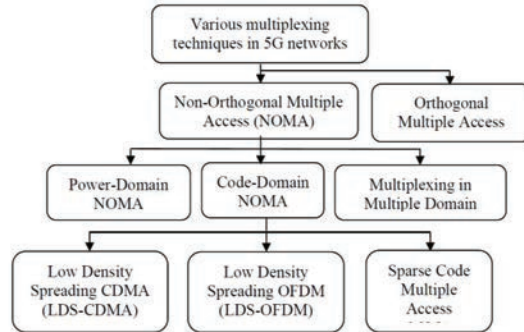 Various multiplexing
techniques in 5G networks
Non-Orthogonal Multiple
Access (NOMA)
Orthogonal
Multiple Access
Power-Domain
NOMA
Code-Domain
NOMA
Multiplexing in
Multiple Domain
Low Density
Spreading CDMA
(LDS-CDMA)
Low Density
Spreading OFDM
(LDS-OFDM)
Sparse Code
Multiple
Access